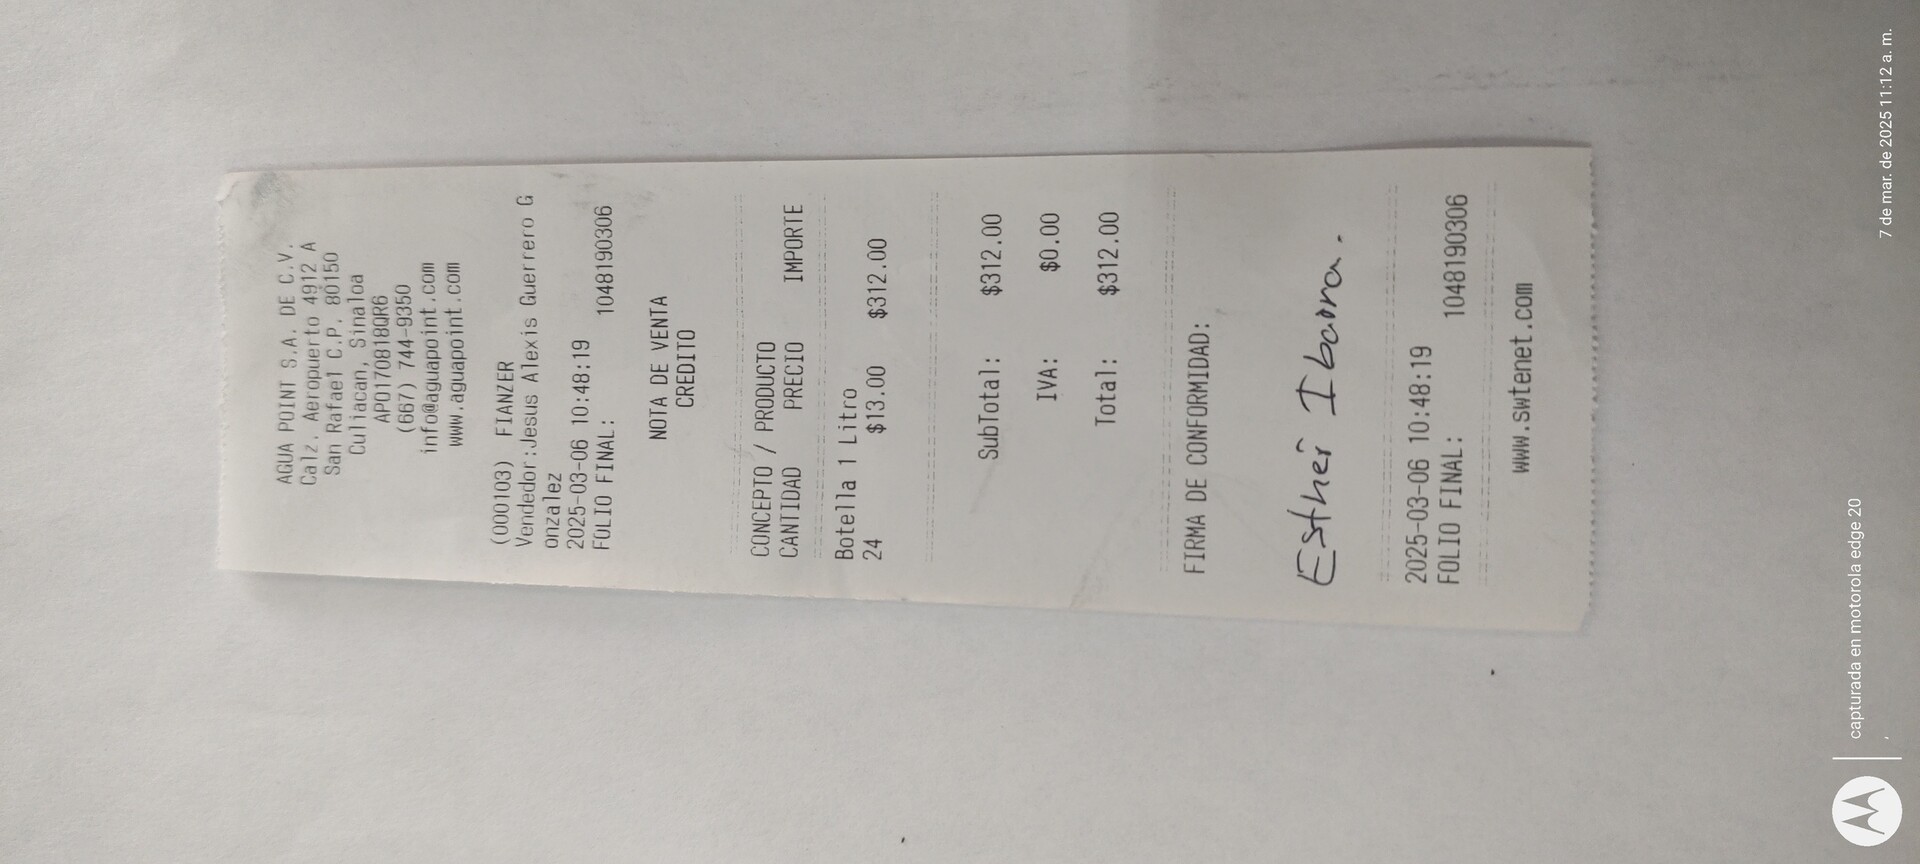 AGUA POINT S.A. DE C.V.
Calz. Aeropuerto 4912 A
San Rafael C.P. 80150
Culiacan, Sinaloa
APO170818QR6
(667) 744-9350
info@aguapoint.com
www.aguapoint.com
(000103) FIANZER
Vendedor:Jesus Alexis Guerrero G
onzalez
2025-03-06 10:48:19
FOLIO FINAL: 1048190306
NOTA DE VENTA
CREDITO
CONCEPTO / PRODUCTO
CANTIDAD PRECIO IMPORTE
Botella 1 Litro
24 $13.00 $312.00
SubTotal: $312.00
IVA: $0.00
Total: $312.00
FIRMA DE CONFORMIDAD:
Esther Ibarra.
2025-03-06 10:48:19
FOLIO FINAL: 1048190306
www.swtenet.com
capturada en motorola edge 20
7 de mar. de 2025 11:12 a. m.